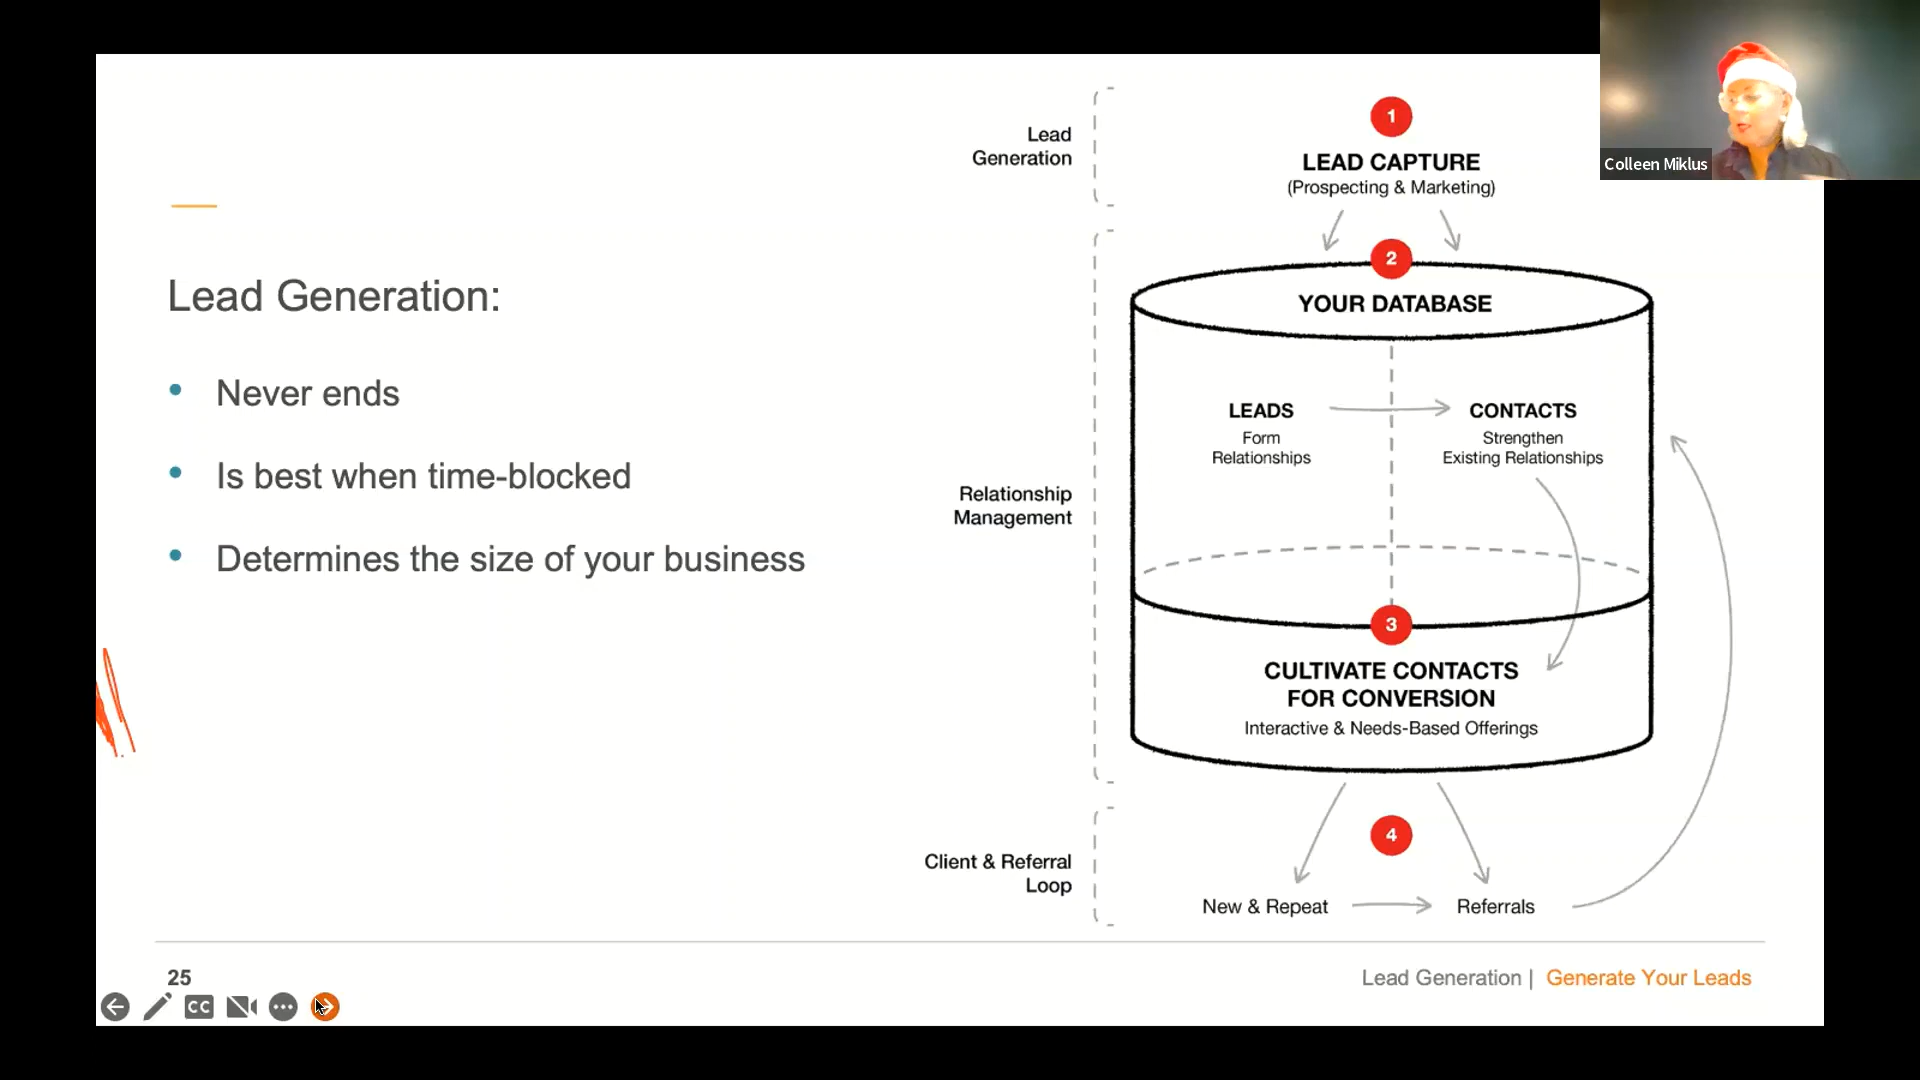 Colleen Miklus
Lead Generation:
• Never ends
• Is best when time-blocked
• Determines the size of your business
Lead
Generation
1
LEAD CAPTURE
(Prospecting & Marketing)
2
YOUR DATABASE
Relationship
Management
LEADS
Form
Relationships
CONTACTS
Strengthen
Existing Relationships
3
CULTIVATE CONTACTS
FOR CONVERSION
Interactive & Needs-Based Offerings
Client & Referral
Loop
4
New & Repeat
Referrals
25
Lead Generation | Generate Your Leads
CC